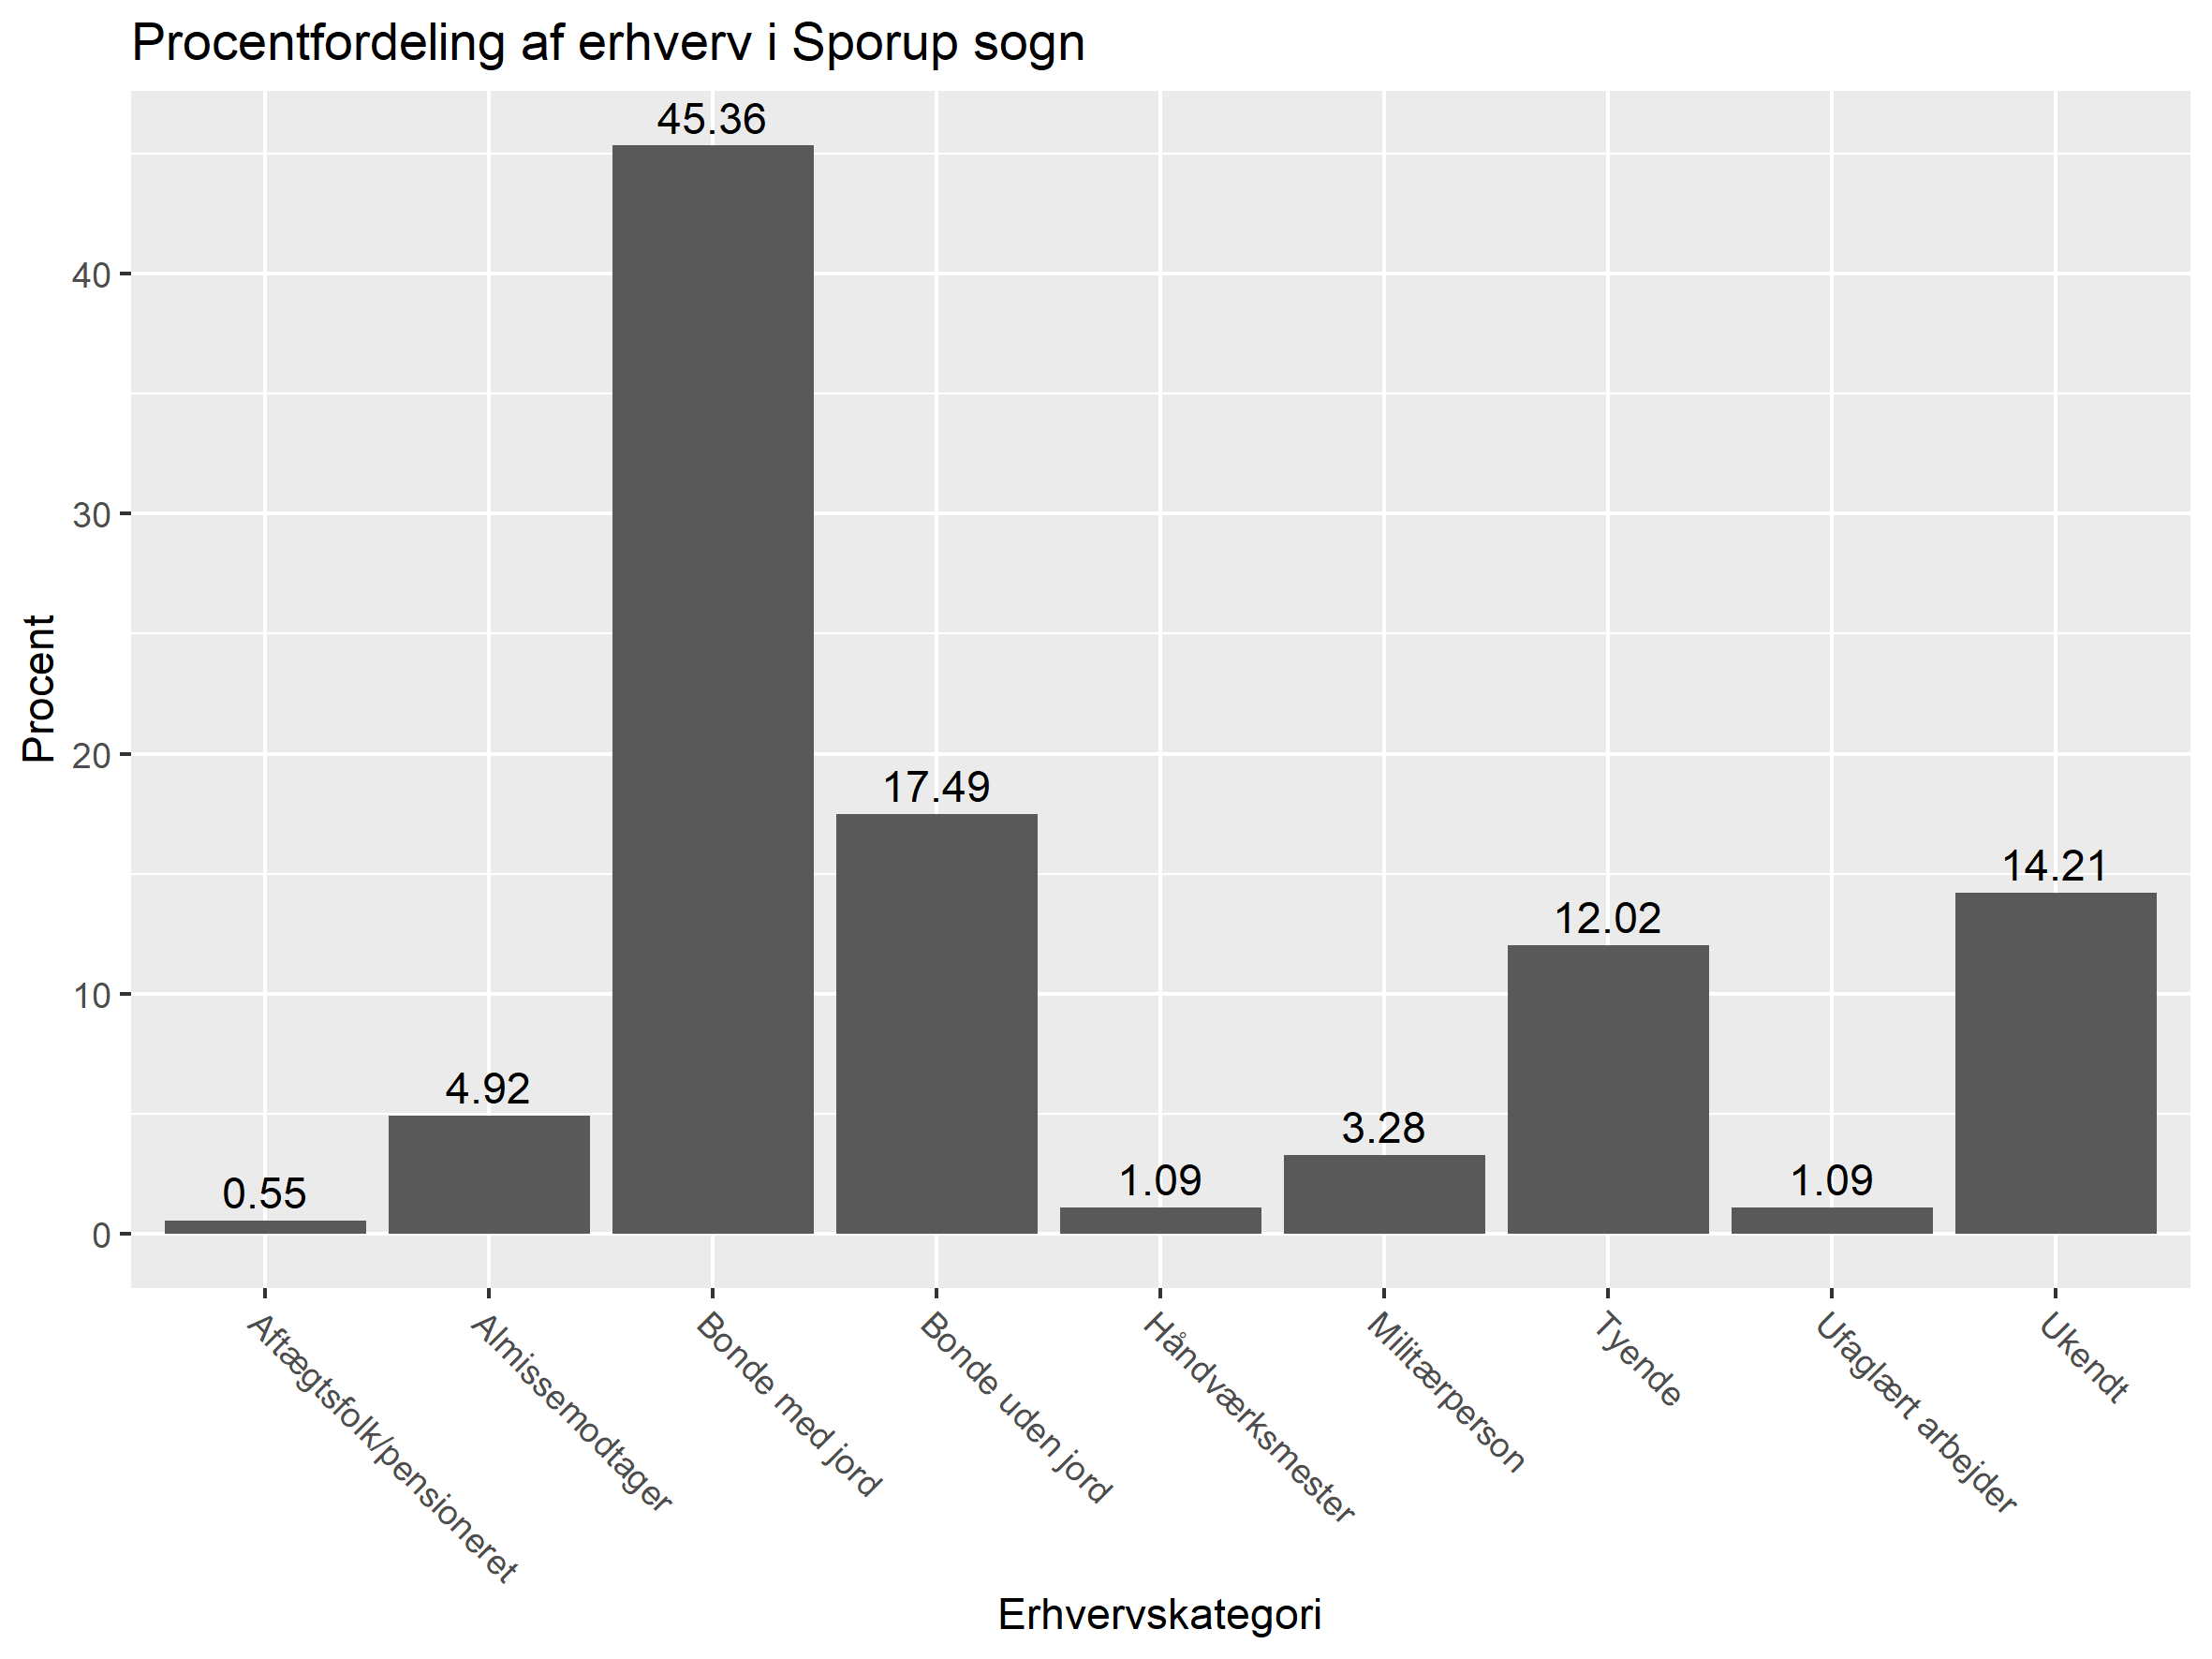 Procentfordeling af erhverv i Sporup sogn
45.36
40
30
Procent
20
17.49
14.21
12.02
10
4.92
3.28
1.09
1.09
0.55
0
Aftægtsfolk/pensioneret
Almissemodtager
Bonde med jord
Bonde uden jord
Håndværksmester
Militærperson
Tyende
Ufaglært arbejder
Ukendt
Erhvervskategori